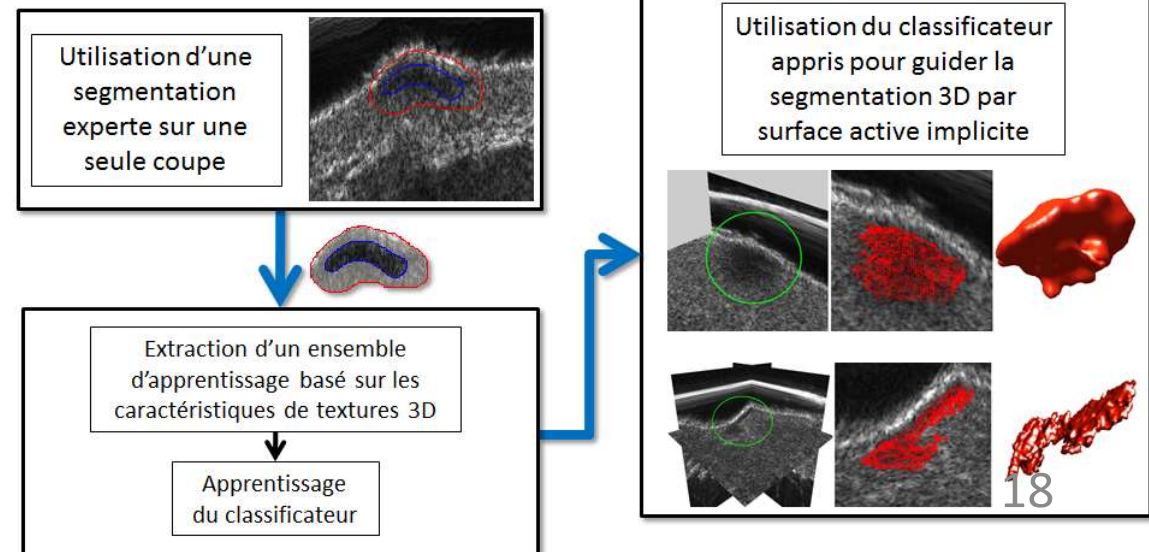 Utilisation d'une
segmentation
experte sur une
seule coupe
Extraction d'un ensemble
d'apprentissage basé sur les
caractéristiques de textures 3D
Apprentissage
du classificateur
Utilisation du classificateur
appris pour guider la
segmentation 3D par
surface active implicite
18